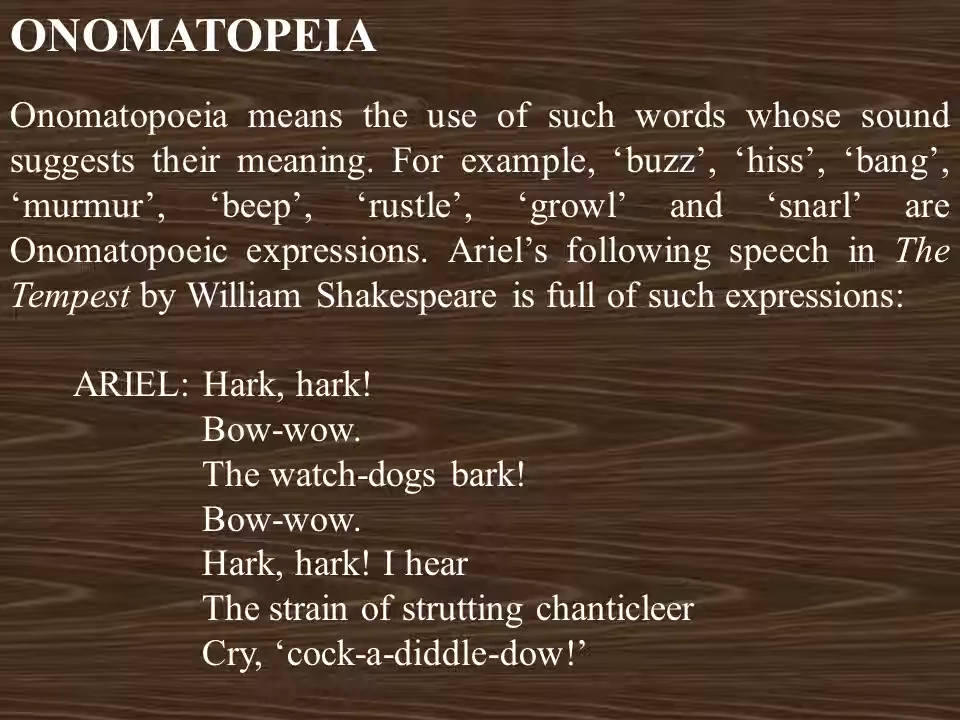 ONOMATOPEIA
Onomatopoeia means the use of such words whose sound
suggests their meaning. For example, ‘buzz’, ‘hiss’, ‘bang’,
‘murmur’, ‘beep’, ‘rustle’, ‘growl’ and ‘snarl’ are
Onomatopoeic expressions. Ariel’s following speech in The
Tempest by William Shakespeare is full of such expressions:
ARIEL: Hark, hark!
Bow-wow.
The watch-dogs bark!
Bow-wow.
Hark, hark! I hear
The strain of strutting chanticleer
Cry, ‘cock-a-diddle-dow!’